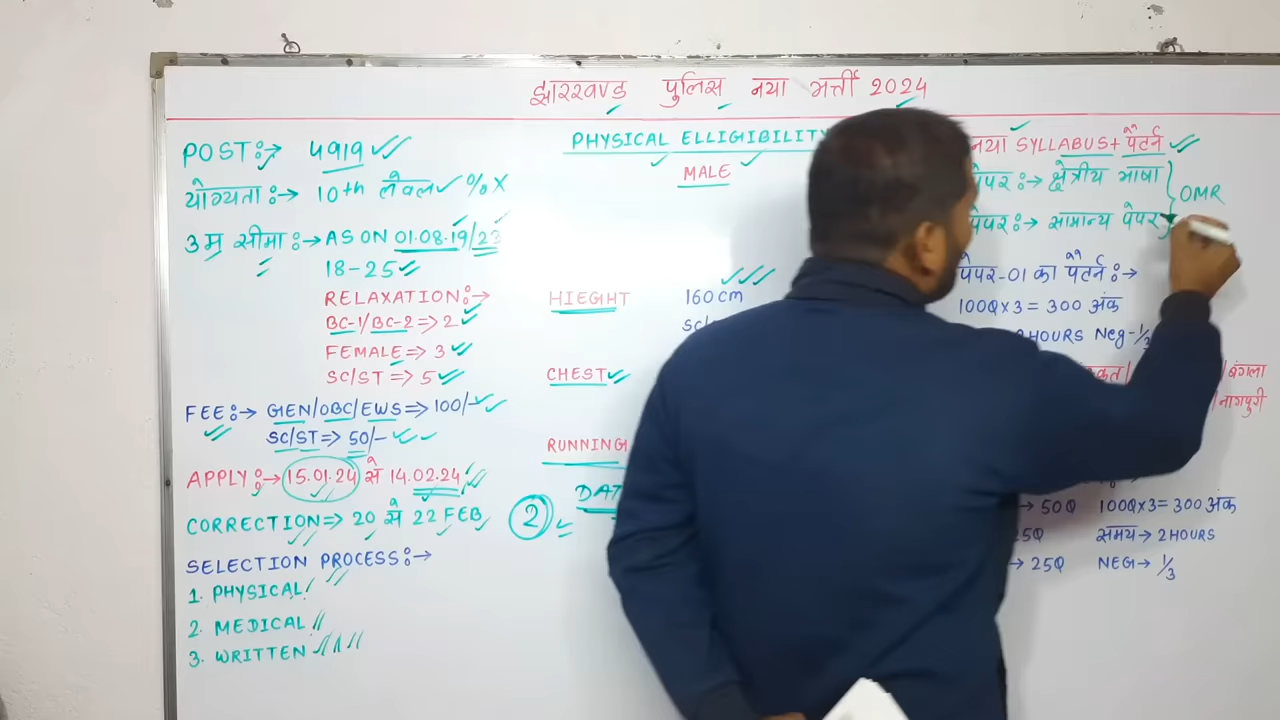 झारखण्ड पुलिस नया भर्ती 2024
POST:→ 4919
योग्यता:→ 10th लेवल %X
उम्र सीमा:→ AS ON 01.08.19/23
18-25
RELAXATION:→
BC-1/BC-2 => 2
FEMALE => 3
SC/ST => 5
FEE:→ GEN/OBC/EWS => 100/-
SC/ST => 50/-
APPLY:→ 15.01.24 से 14.02.24
CORRECTION => 20 से 22 FEB
SELECTION PROCESS:→
1. PHYSICAL
2. MEDICAL
3. WRITTEN
PHYSICAL ELLIGIBILITY
MALE
HIEGHT 160cm
SC/
CHEST
RUNNING
② DAT
नया SYLLABUS+ पैटर्न
पेपर:→ क्षेत्रीय भाषा
पेपर:→ सामान्य पेपर
OMR
पेपर-01 का पैटर्न:→
100Q×3=300 अंक
HOURS Neg-1/
/बंगला
/नागपुरी
→ 50Q 100Q×3=300 अंक
25Q समय→ 2HOURS
→ 25Q NEG→ 1/3